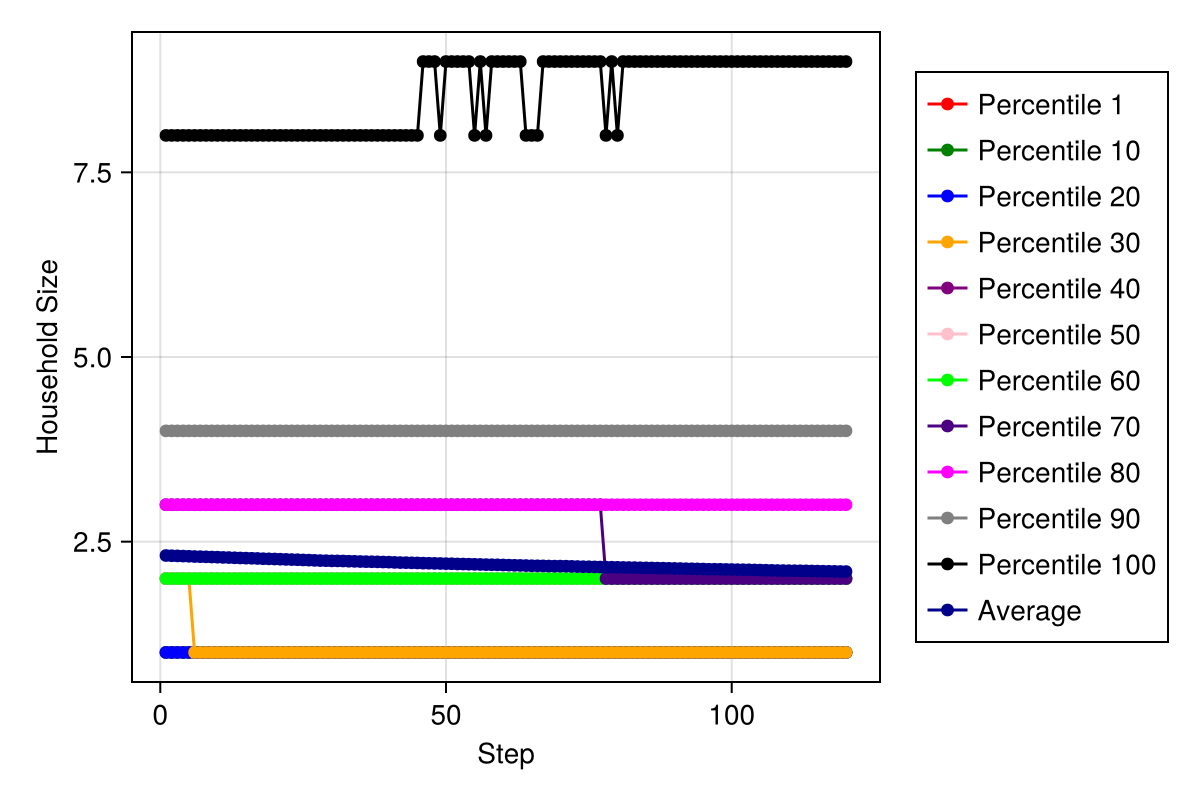 7.5
5.0
2.5
Household Size
0
50
100
Step
Percentile 1
Percentile 10
Percentile 20
Percentile 30
Percentile 40
Percentile 50
Percentile 60
Percentile 70
Percentile 80
Percentile 90
Percentile 100
Average